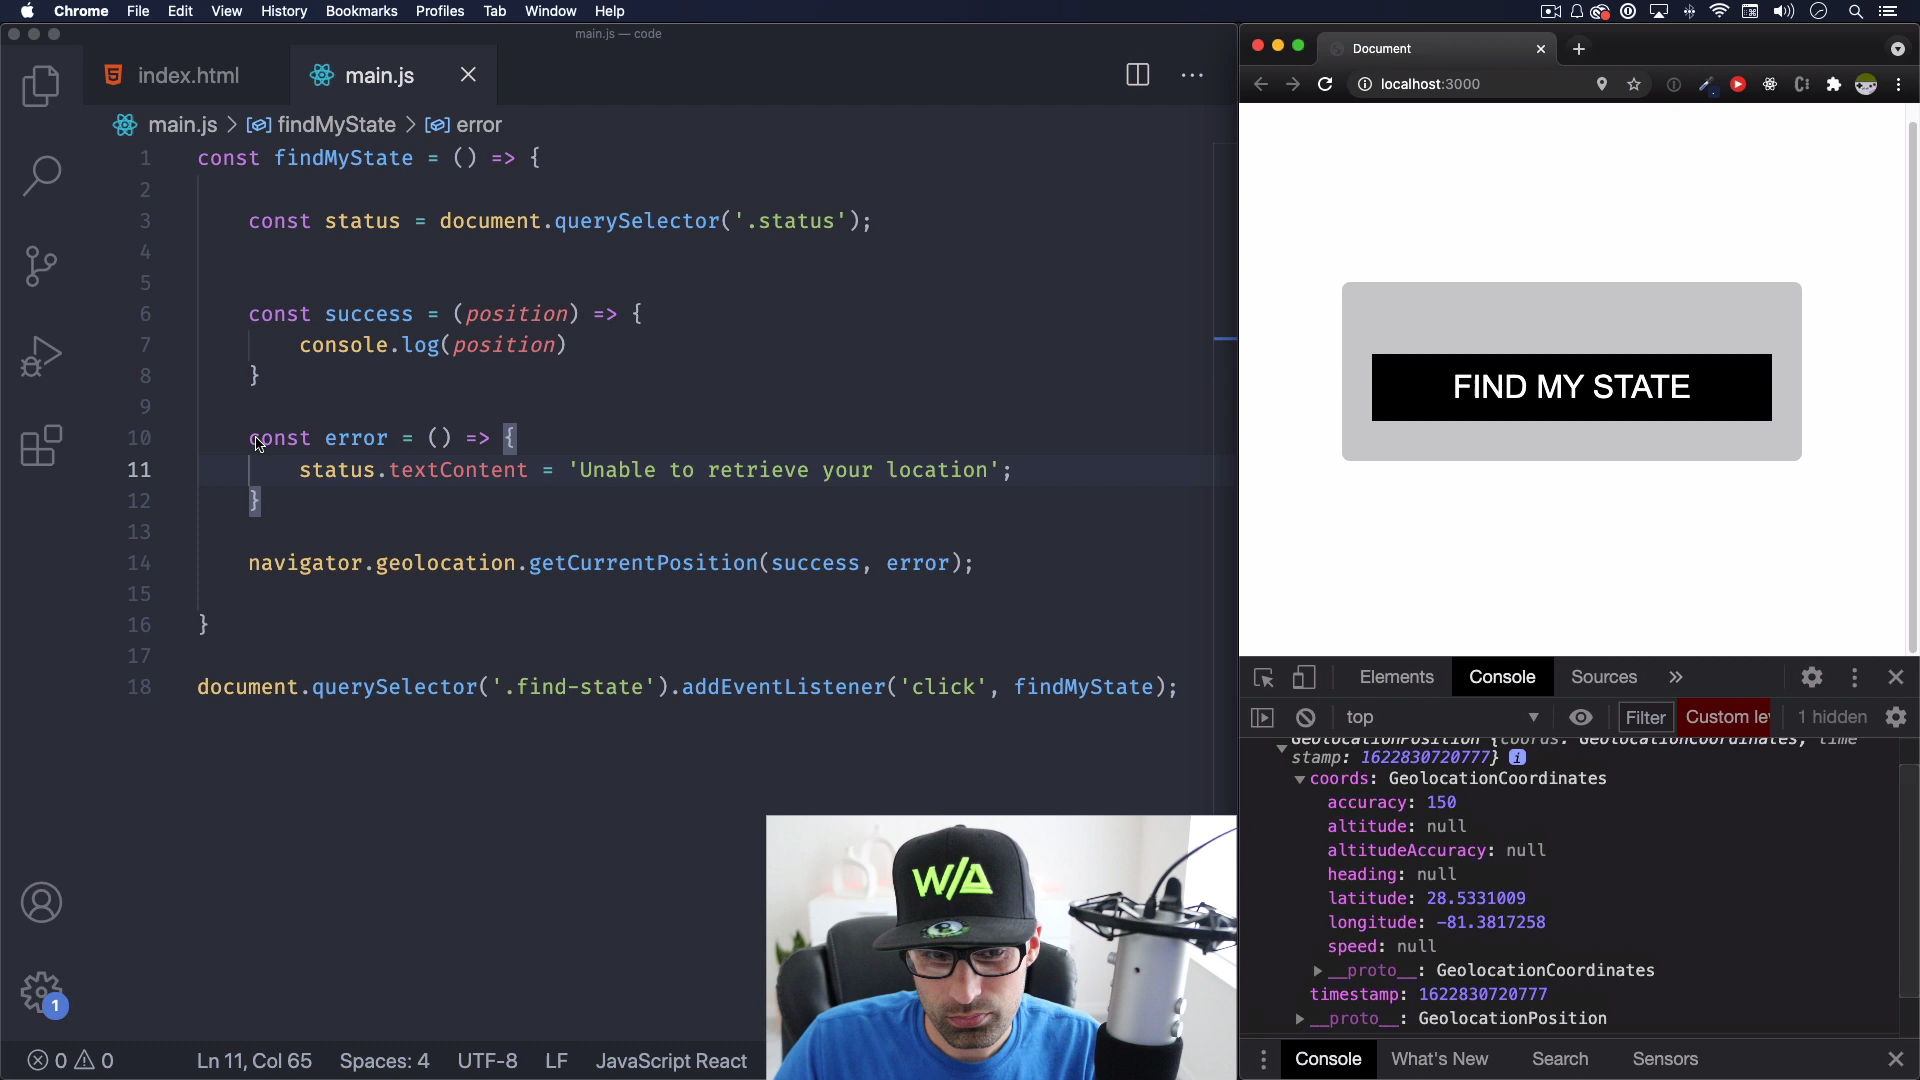 Chrome File Edit View History Bookmarks Profiles Tab Window Help
main.js — code
index.html
main.js
main.js > findMyState > error
1 const findMyState = () => {
2
3 const status = document.querySelector('.status');
4
5
6 const success = (position) => {
7 console.log(position)
8 }
9
10 const error = () => {
11 status.textContent = 'Unable to retrieve your location';
12 }
13
14 navigator.geolocation.getCurrentPosition(success, error);
15
16 }
17
18 document.querySelector('.find-state').addEventListener('click', findMyState);
1
0 0
Ln 11, Col 65 Spaces: 4 UTF-8 LF JavaScript React
W/A
Document
localhost:3000
FIND MY STATE
Elements Console Sources
top Filter Custom le 1 hidden
GeolocationPosition {coords: GeolocationCoordinates, time
stamp: 1622830720777}
coords: GeolocationCoordinates
accuracy: 150
altitude: null
altitudeAccuracy: null
heading: null
latitude: 28.5331009
longitude: -81.3817258
speed: null
__proto__: GeolocationCoordinates
timestamp: 1622830720777
__proto__: GeolocationPosition
Console What's New Search Sensors